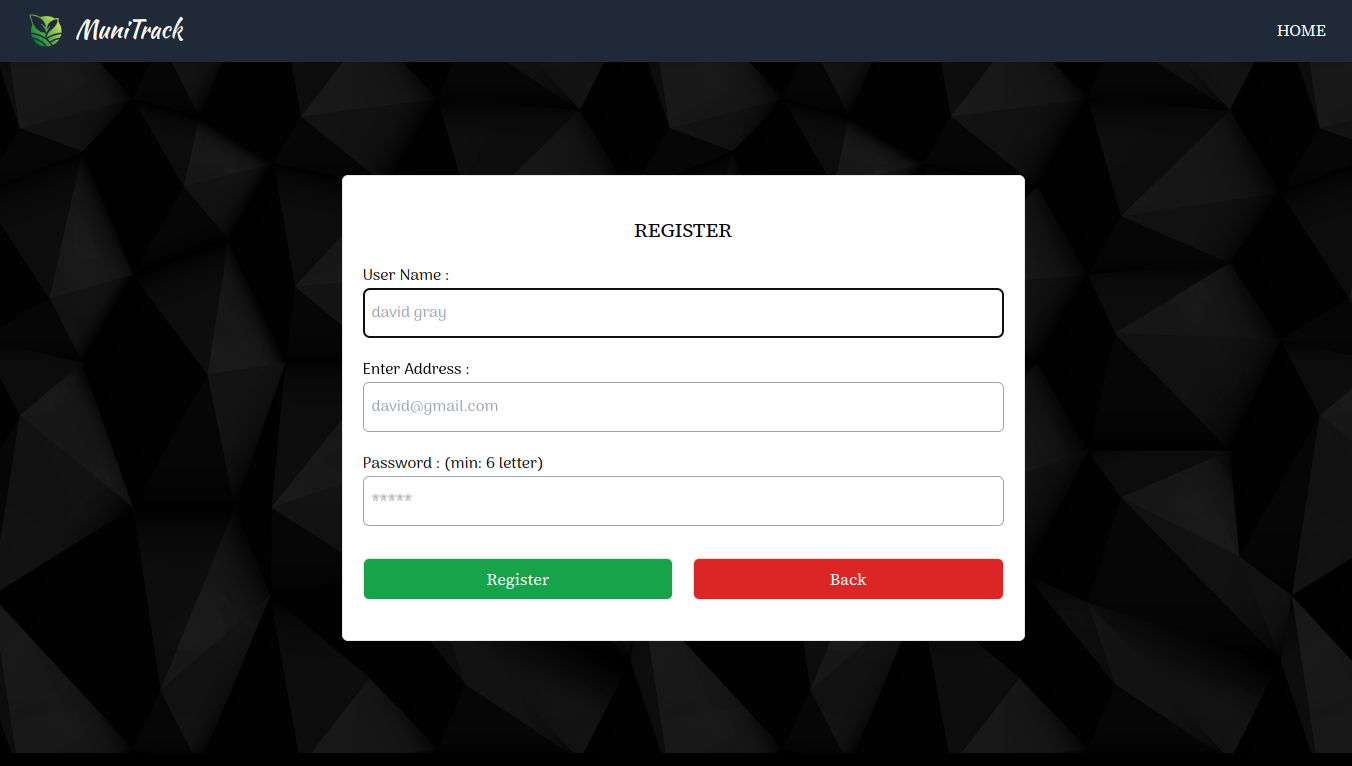 MuniTrack
HOME
REGISTER
User Name :
david gray
Enter Address :
david@gmail.com
Password : (min: 6 letter)
*****
Register
Back